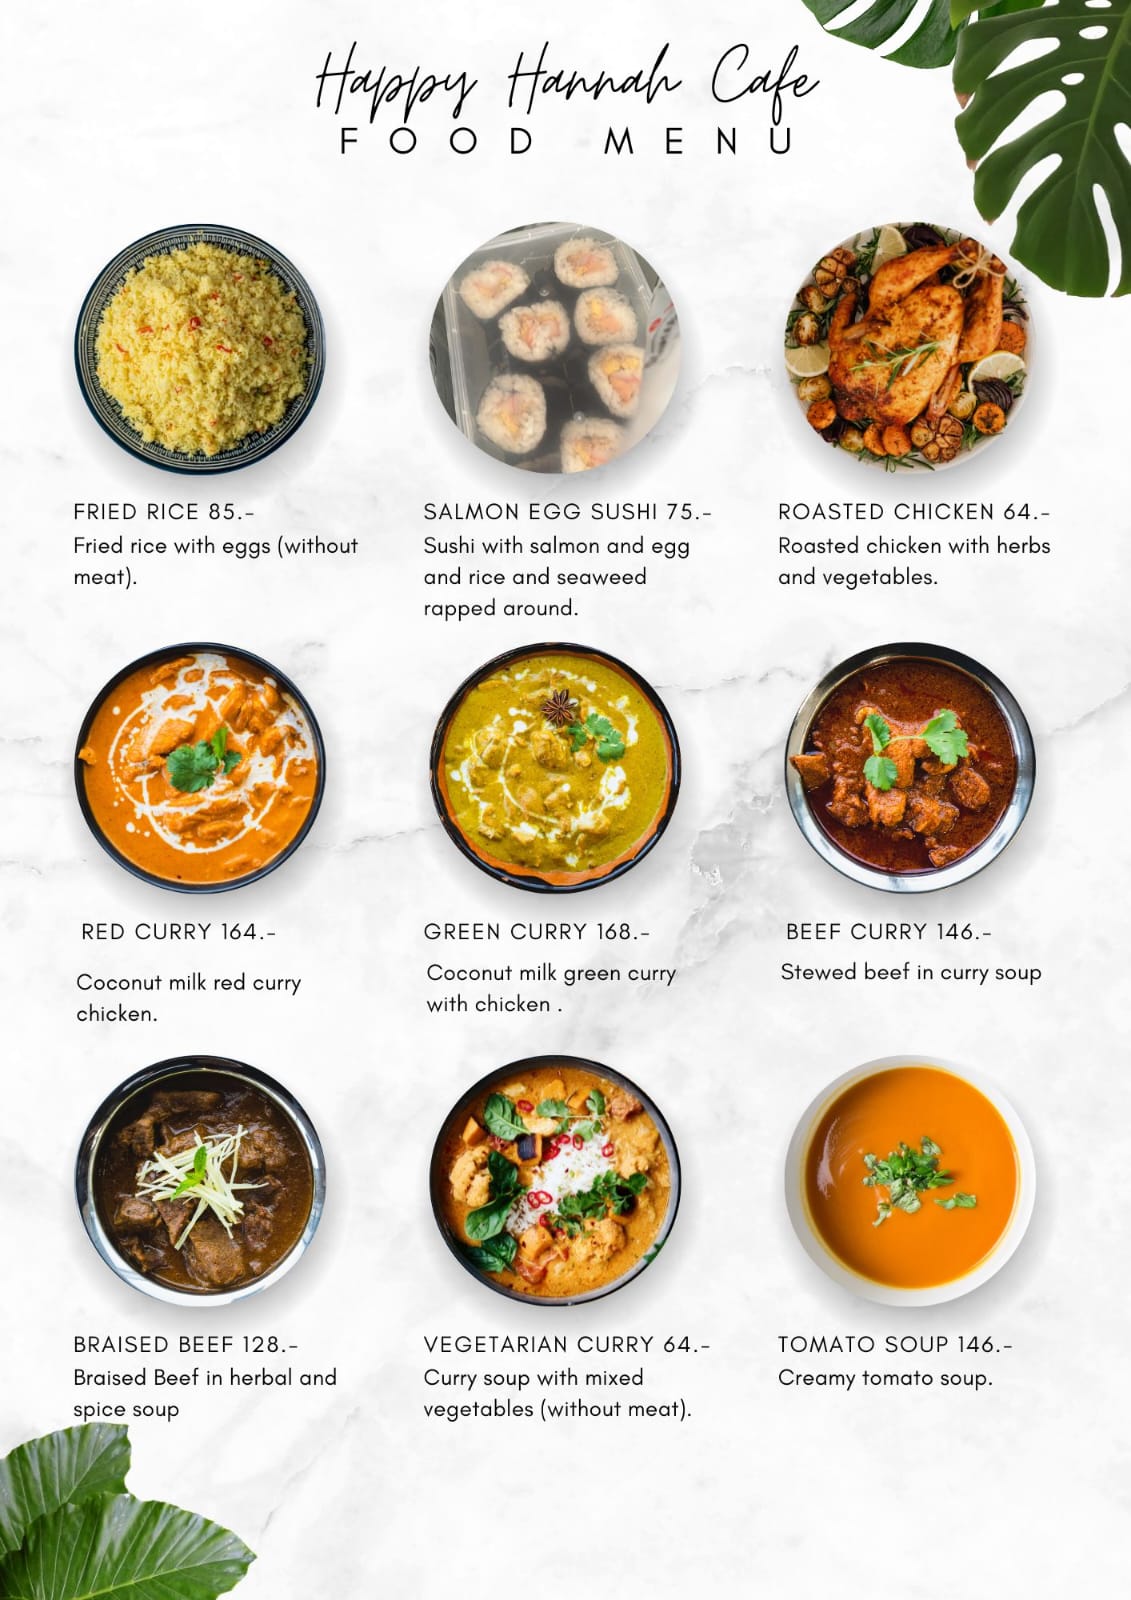 Happy Hannah Cafe
FOOD MENU
FRIED RICE 85.-
Fried rice with eggs (without
meat).
SALMON EGG SUSHI 75.-
Sushi with salmon and egg
and rice and seaweed
rapped around.
ROASTED CHICKEN 64.-
Roasted chicken with herbs
and vegetables.
RED CURRY 164.-
Coconut milk red curry
chicken.
GREEN CURRY 168.-
Coconut milk green curry
with chicken .
BEEF CURRY 146.-
Stewed beef in curry soup
BRAISED BEEF 128.-
Braised Beef in herbal and
spice soup
VEGETARIAN CURRY 64.-
Curry soup with mixed
vegetables (without meat).
TOMATO SOUP 146.-
Creamy tomato soup.